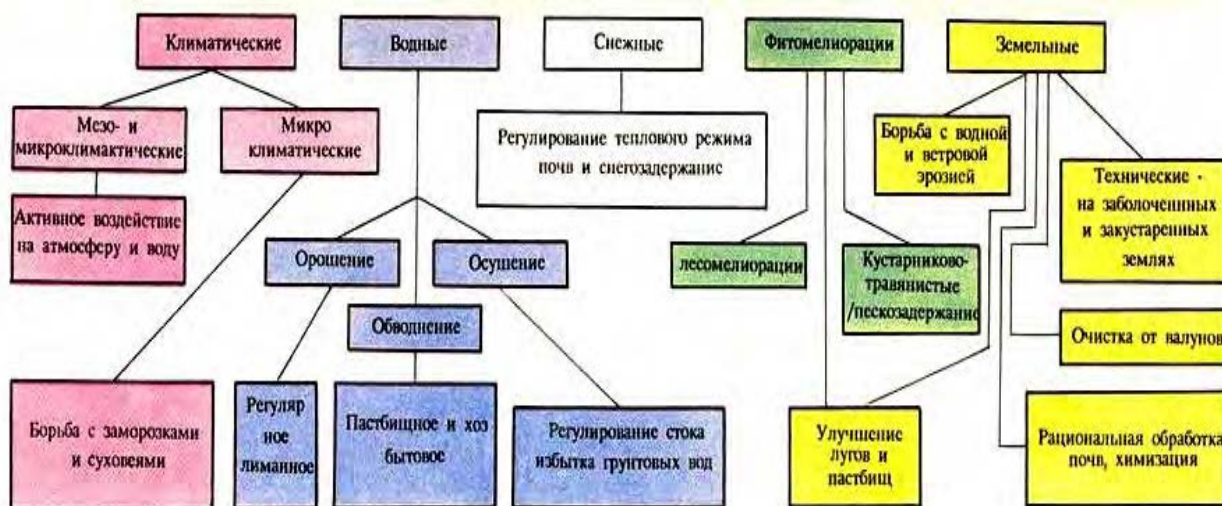 Климатические
Водные
Снежные
Фитомелиорации
Земельные
Мезо- и
микроклимактические
Микро
климатические
Регулирование теплового режима
почв и снегозадержание
Борьба с водной
и ветровой
эрозией
Технические -
на заболоченнных
и закустаренных
землях
Активное воздействие
на атмосферу и воду
Орошение
Осушение
лесомелиорации
Кустарниково-
травянистые
/пескозадержание
Обводнение
Очистка от валунов
Борьба с заморозками
и суховеями
Регуляр
ное
лиманное
Пастбищное и хоз
бытовое
Регулирование стока
избытка грунтовых вод
Улучшение
лугов и
пастбищ
Рациональная обработка
почв, химизация